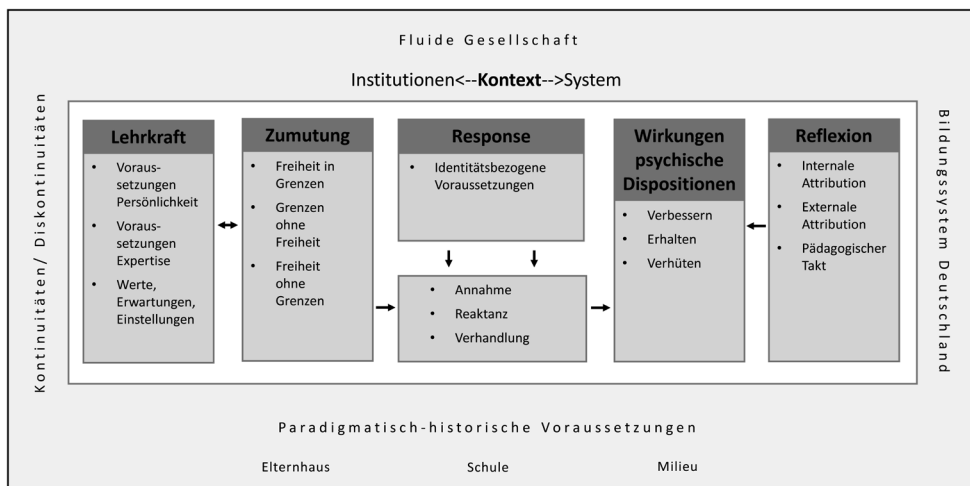 Fluide Gesellschaft
Institutionen<--Kontext-->System
Kontinuitäten/ Diskontinuitäten
Lehrkraft
• Voraus-
setzungen
Persönlichkeit
• Voraus-
setzungen
Expertise
• Werte,
Erwartungen,
Einstellungen
Zumutung
• Freiheit in
Grenzen
• Grenzen
ohne
Freiheit
• Freiheit
ohne
Grenzen
Response
• Identitätsbezogene
Voraussetzungen
• Annahme
• Reaktanz
• Verhandlung
Wirkungen
psychische
Dispositionen
• Verbessern
• Erhalten
• Verhüten
Reflexion
• Internale
Attribution
• Externale
Attribution
• Pädagogischer
Takt
Bildungssystem Deutschland
Paradigmatisch-historische Voraussetzungen
Elternhaus Schule Milieu